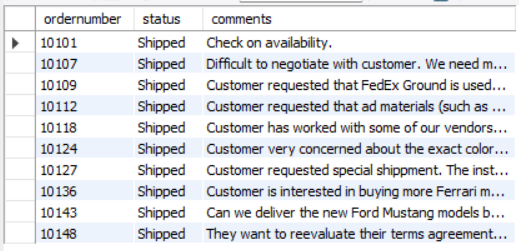 ordernumber status comments
10101 Shipped Check on availability.
10107 Shipped Difficult to negotiate with customer. We need m...
10109 Shipped Customer requested that FedEx Ground is used...
10112 Shipped Customer requested that ad materials (such as ...
10118 Shipped Customer has worked with some of our vendors...
10124 Shipped Customer very concerned about the exact color...
10127 Shipped Customer requested special shippment. The inst...
10136 Shipped Customer is interested in buying more Ferrari m...
10143 Shipped Can we deliver the new Ford Mustang models b...
10148 Shipped They want to reevaluate their terms agreement...